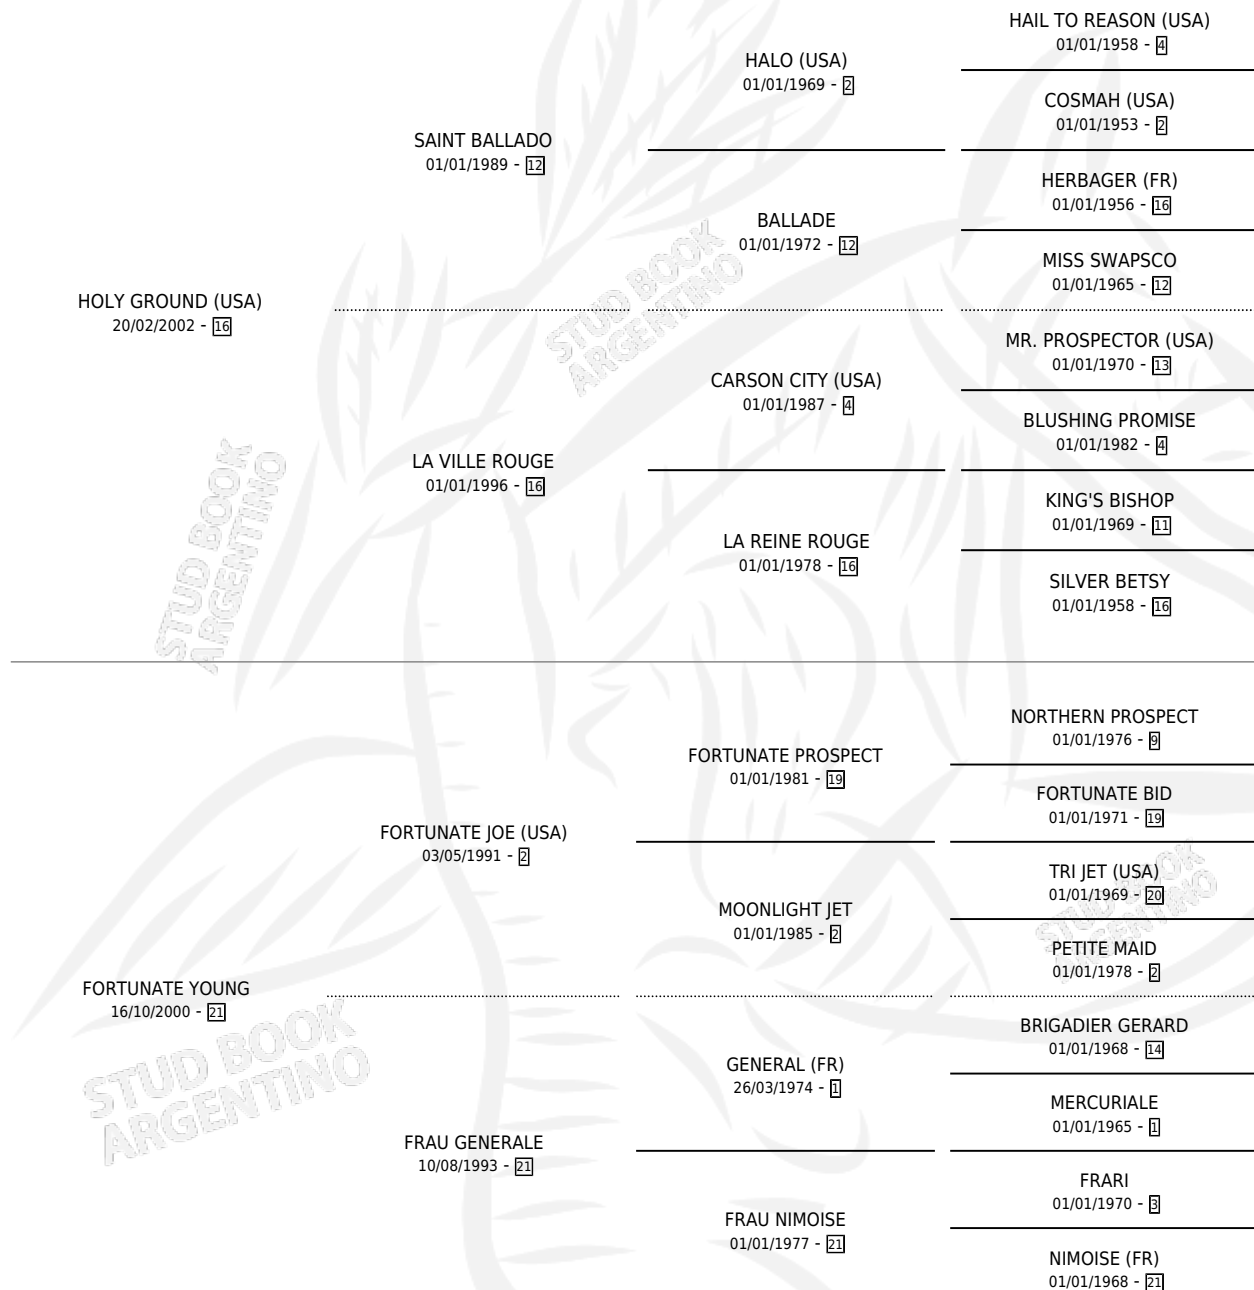 HAIL TO REASON (USA)
01/01/1958 - 4
HALO (USA)
01/01/1969 - 2
COSMAH (USA)
01/01/1953 - 2
SAINT BALLADO
01/01/1989 - 12
HERBAGER (FR)
01/01/1956 - 16
BALLADE
01/01/1972 - 12
MISS SWAPSCO
01/01/1965 - 12
HOLY GROUND (USA)
20/02/2002 - 16
MR. PROSPECTOR (USA)
01/01/1970 - 13
CARSON CITY (USA)
01/01/1987 - 4
BLUSHING PROMISE
01/01/1982 - 4
LA VILLE ROUGE
01/01/1996 - 16
KING'S BISHOP
01/01/1969 - 11
LA REINE ROUGE
01/01/1978 - 16
SILVER BETSY
01/01/1958 - 16
NORTHERN PROSPECT
01/01/1976 - 9
FORTUNATE PROSPECT
01/01/1981 - 19
FORTUNATE BID
01/01/1971 - 19
FORTUNATE JOE (USA)
03/05/1991 - 2
TRI JET (USA)
01/01/1969 - 20
MOONLIGHT JET
01/01/1985 - 2
PETITE MAID
01/01/1978 - 2
FORTUNATE YOUNG
16/10/2000 - 21
BRIGADIER GERARD
01/01/1968 - 14
GENERAL (FR)
26/03/1974 - 1
MERCURIALE
01/01/1965 - 1
FRAU GENERALE
10/08/1993 - 21
FRARI
01/01/1970 - 3
FRAU NIMOISE
01/01/1977 - 21
NIMOISE (FR)
01/01/1968 - 21
STUD BOOK
ARGENTINO
STUD BOOK
ARGENTINO
STUD BOOK
ARGENTINO
STUD BOOK
ARGENTINO